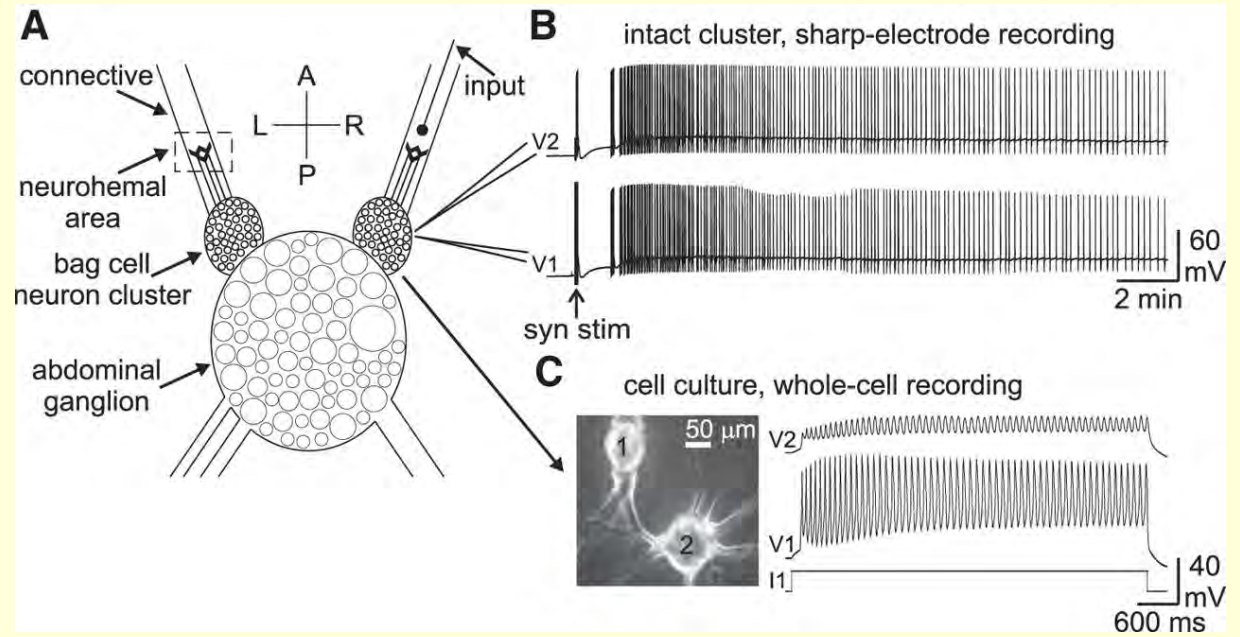 A
connective
input
A
L
R
P
neurohemal
area
bag cell
neuron cluster
abdominal
ganglion
B
intact cluster, sharp-electrode recording
V2
V1
syn stim
60
mV
2 min
C
cell culture, whole-cell recording
1
2
50 μm
V2
V1
I1
40
mV
600 ms